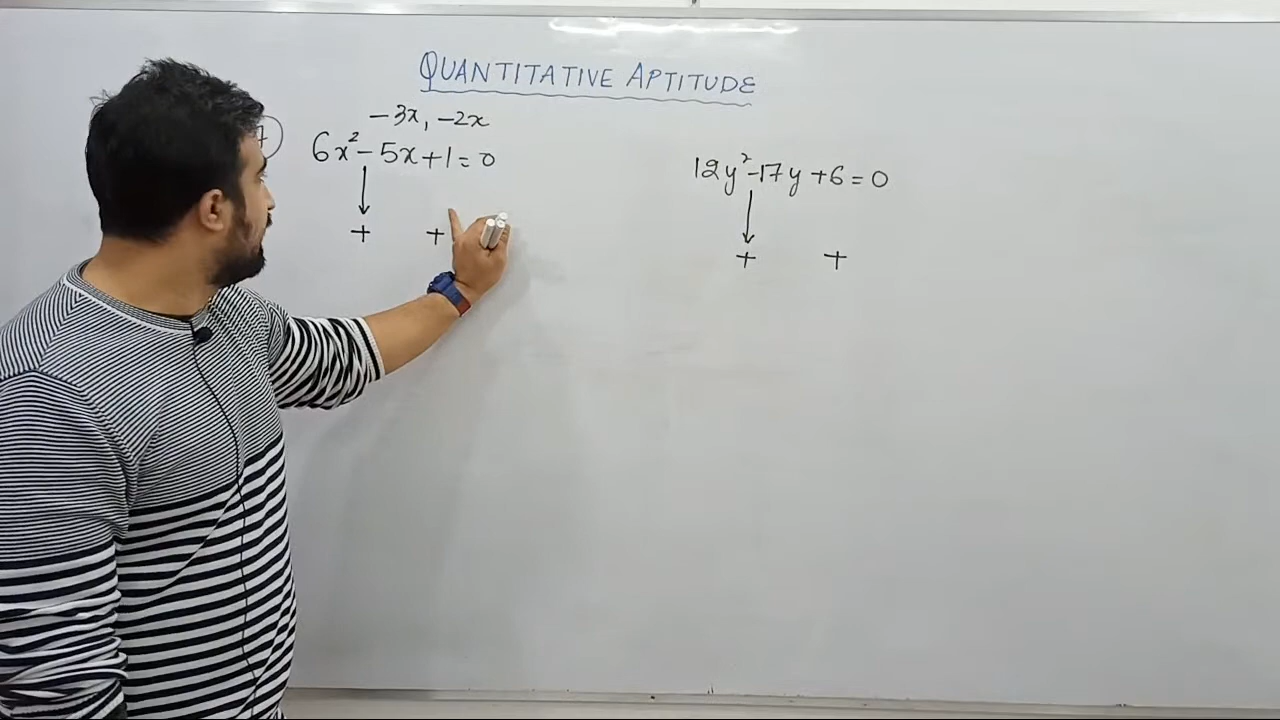 QUANTITATIVE APTITUDE
-3x, -2x
6x²-5x+1=0
+ +
12y²-17y+6=0
+ +